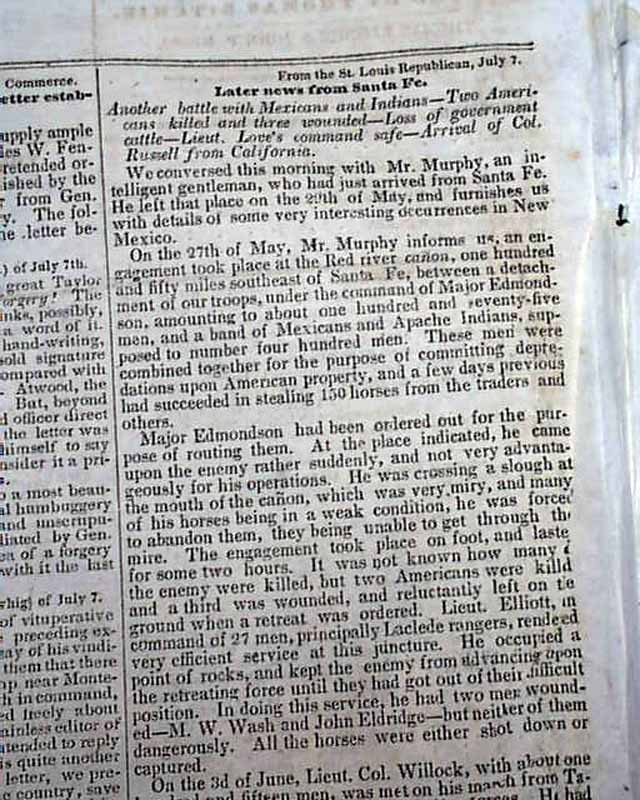 Commerce.
etter estab-
upply ample
les W. Fen-
retended or-
ished by the
r from Gen.
y. The fol-
ne letter be-
) of July 7th.
great Taylor
orgery! The
inks, possibly,
a word of it.
hand-writing,
sold signature
ompared with
Atwood, the
But, beyond
d officer direct
the letter was
himself to say
nsider it a pri-
s.
o a most beau-
al humbuggery
and unscrupu-
liated by Gen.
ea of a forgery
with it the last
whig) of July 7.
of vituperative
e preceding ex-
say of his vindi-
them that there
up near Monte-
h in command,
ed freely about
ainless editor of
ntended to reply
is quite another
letter, we pre-
e country, save
From the St. Louis Republican, July 7.
Later news from Santa Fe.
Another battle with Mexicans and Indians—Two Ameri-
cans killed and three wounded—Loss of government
cattle—Lieut. Love's command safe—Arrival of Col.
Russell from California.
We conversed this morning with Mr. Murphy, an in-
telligent gentleman, who had just arrived from Santa Fe.
He left that place on the 29th of May, and furnishes us
with details of some very interesting occurrences in New
Mexico.
On the 27th of May, Mr. Murphy informs us, an en-
gagement took place at the Red river cañon, one hundred
and fifty miles southeast of Santa Fe, between a detach-
ment of our troops, under the command of Major Edmond-
son, amounting to about one hundred and seventy-five
men, and a band of Mexicans and Apache Indians, sup-
posed to number four hundred men. These men were
combined together for the purpose of committing depre-
dations upon American property, and a few days previous
had succeeded in stealing 150 horses from the traders and
others.
Major Edmondson had been ordered out for the pur-
pose of routing them. At the place indicated, he came
upon the enemy rather suddenly, and not very advanta-
geously for his operations. He was crossing a slough at
the mouth of the cañon, which was very miry, and many
of his horses being in a weak condition, he was forced
to abandon them, they being unable to get through th
mire. The engagement took place on foot, and laste
for some two hours. It was not known how many
the enemy were killed, but two Americans were killd
and a third was wounded, and reluctantly left on te
ground when a retreat was ordered. Lieut. Elliott, in
command of 27 men, principally Laclede rangers, rendeed
very efficient service at this juncture. He occupied a
point of rocks, and kept the enemy from advancing upon
the retreating force until they had got out of their difficult
position. In doing this service, he had two men wound-
ed—M. W. Wash and John Eldridge—but neither of them
dangerously. All the horses were either shot down or
captured.
On the 3d of June, Lieut. Col. Willock, with about one
fifteen men, was met on his march from Ta-
He had